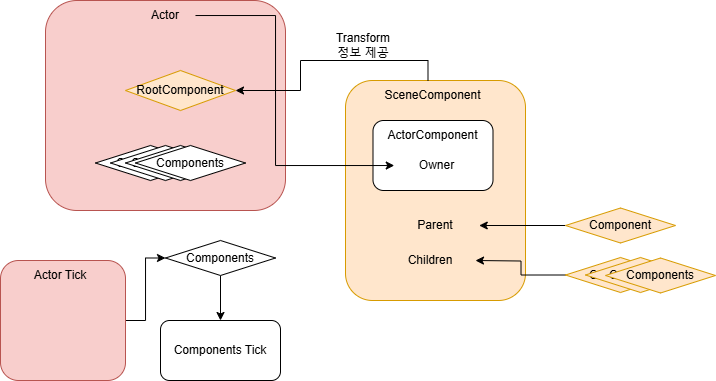 Actor
Transform
정보 제공
RootComponent
SceneComponent
ActorComponent
Components
Owner
Parent
Component
Children
Components
Actor Tick
Components
Components Tick